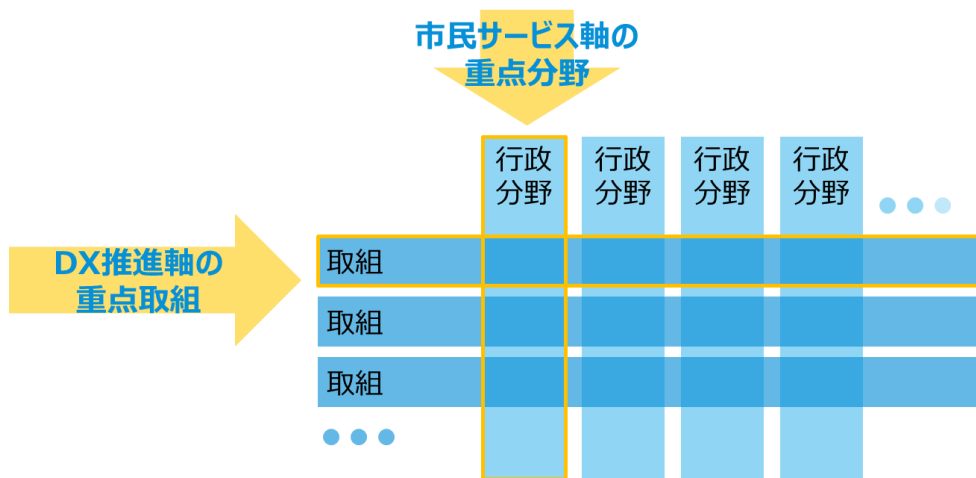 市民サービス軸の
重点分野
行政
分野
行政
分野
行政
分野
行政
分野
DX推進軸の
重点取組
取組
取組
取組